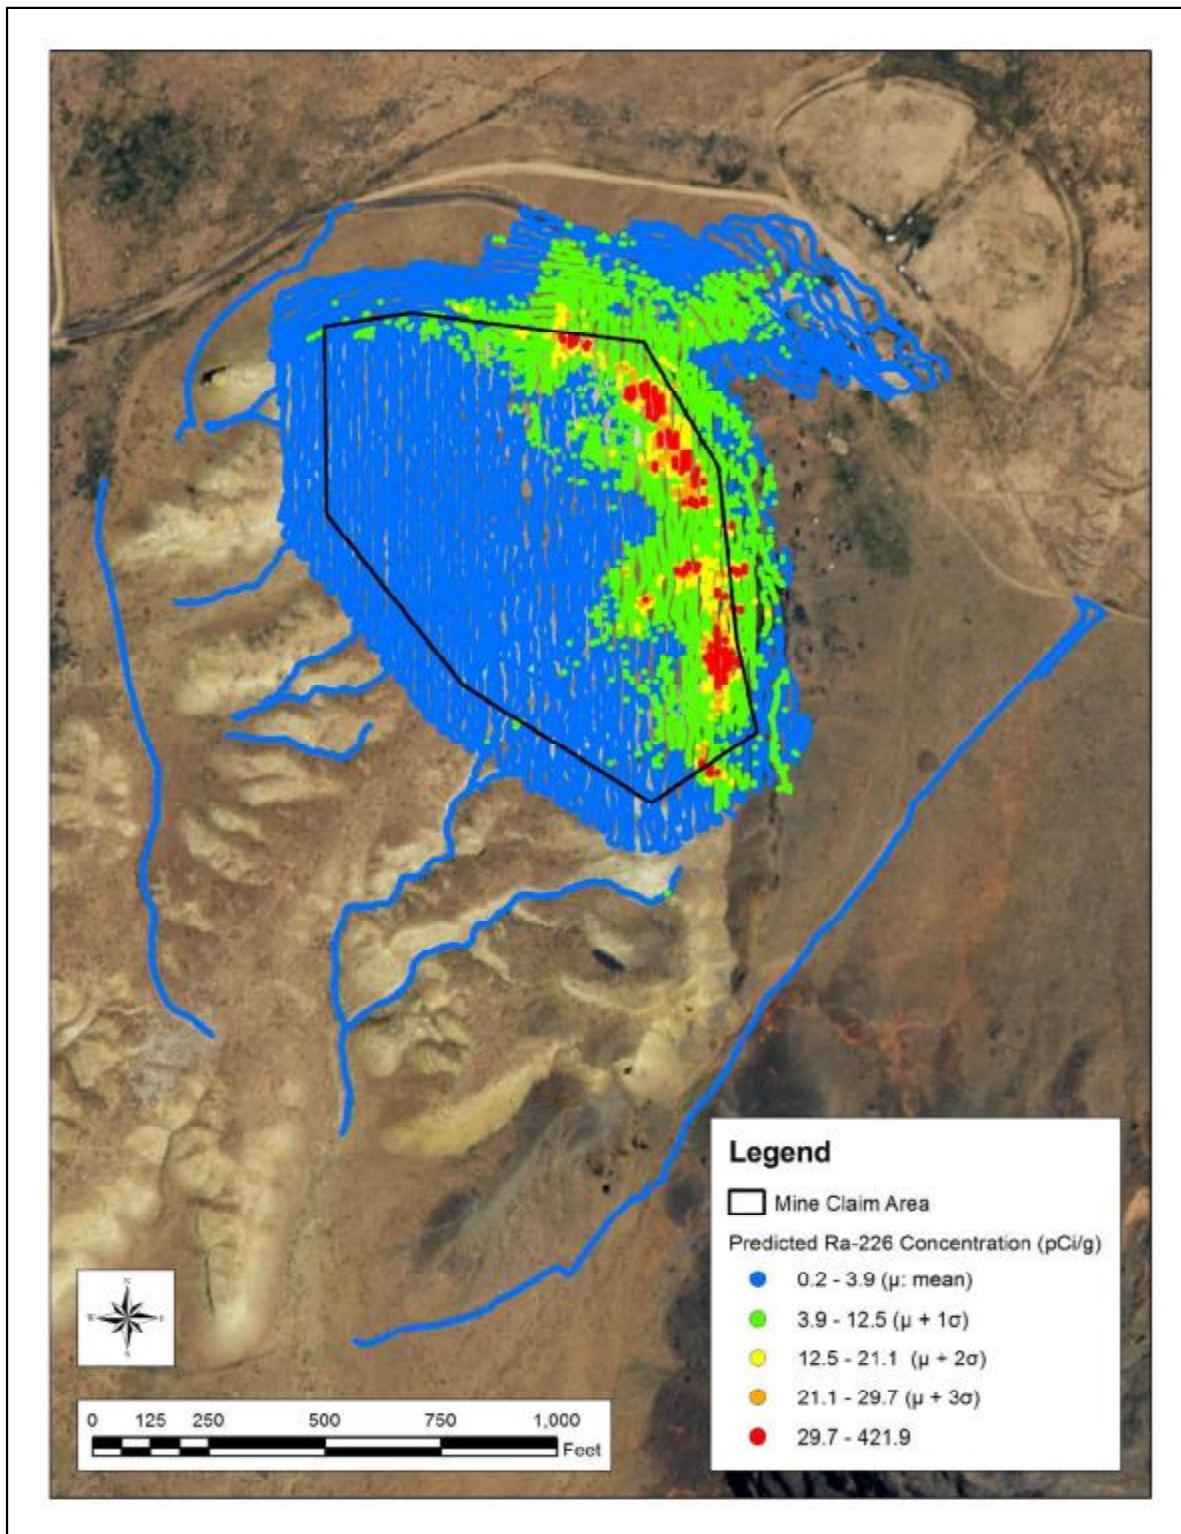 Legend
Mine Claim Area
Predicted Ra-226 Concentration (pCi/g)
0.2 - 3.9 (μ: mean)
3.9 - 12.5 (μ + 1σ)
12.5 - 21.1 (μ + 2σ)
21.1 - 29.7 (μ + 3σ)
29.7 - 421.9
N
W E
S
0 125 250 500 750 1,000
Feet